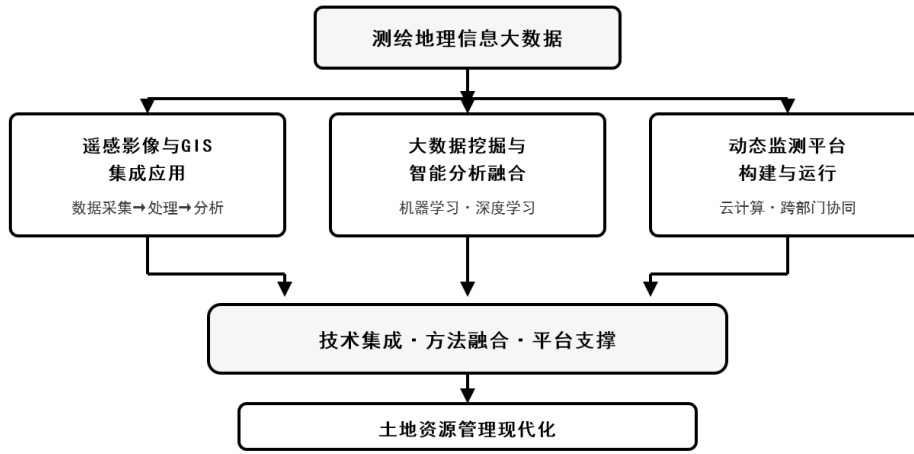 测绘地理信息大数据
遥感影像与GIS
集成应用
数据采集→处理→分析
大数据挖掘与
智能分析融合
机器学习·深度学习
动态监测平台
构建与运行
云计算·跨部门协同
技术集成·方法融合·平台支撑
土地资源管理现代化